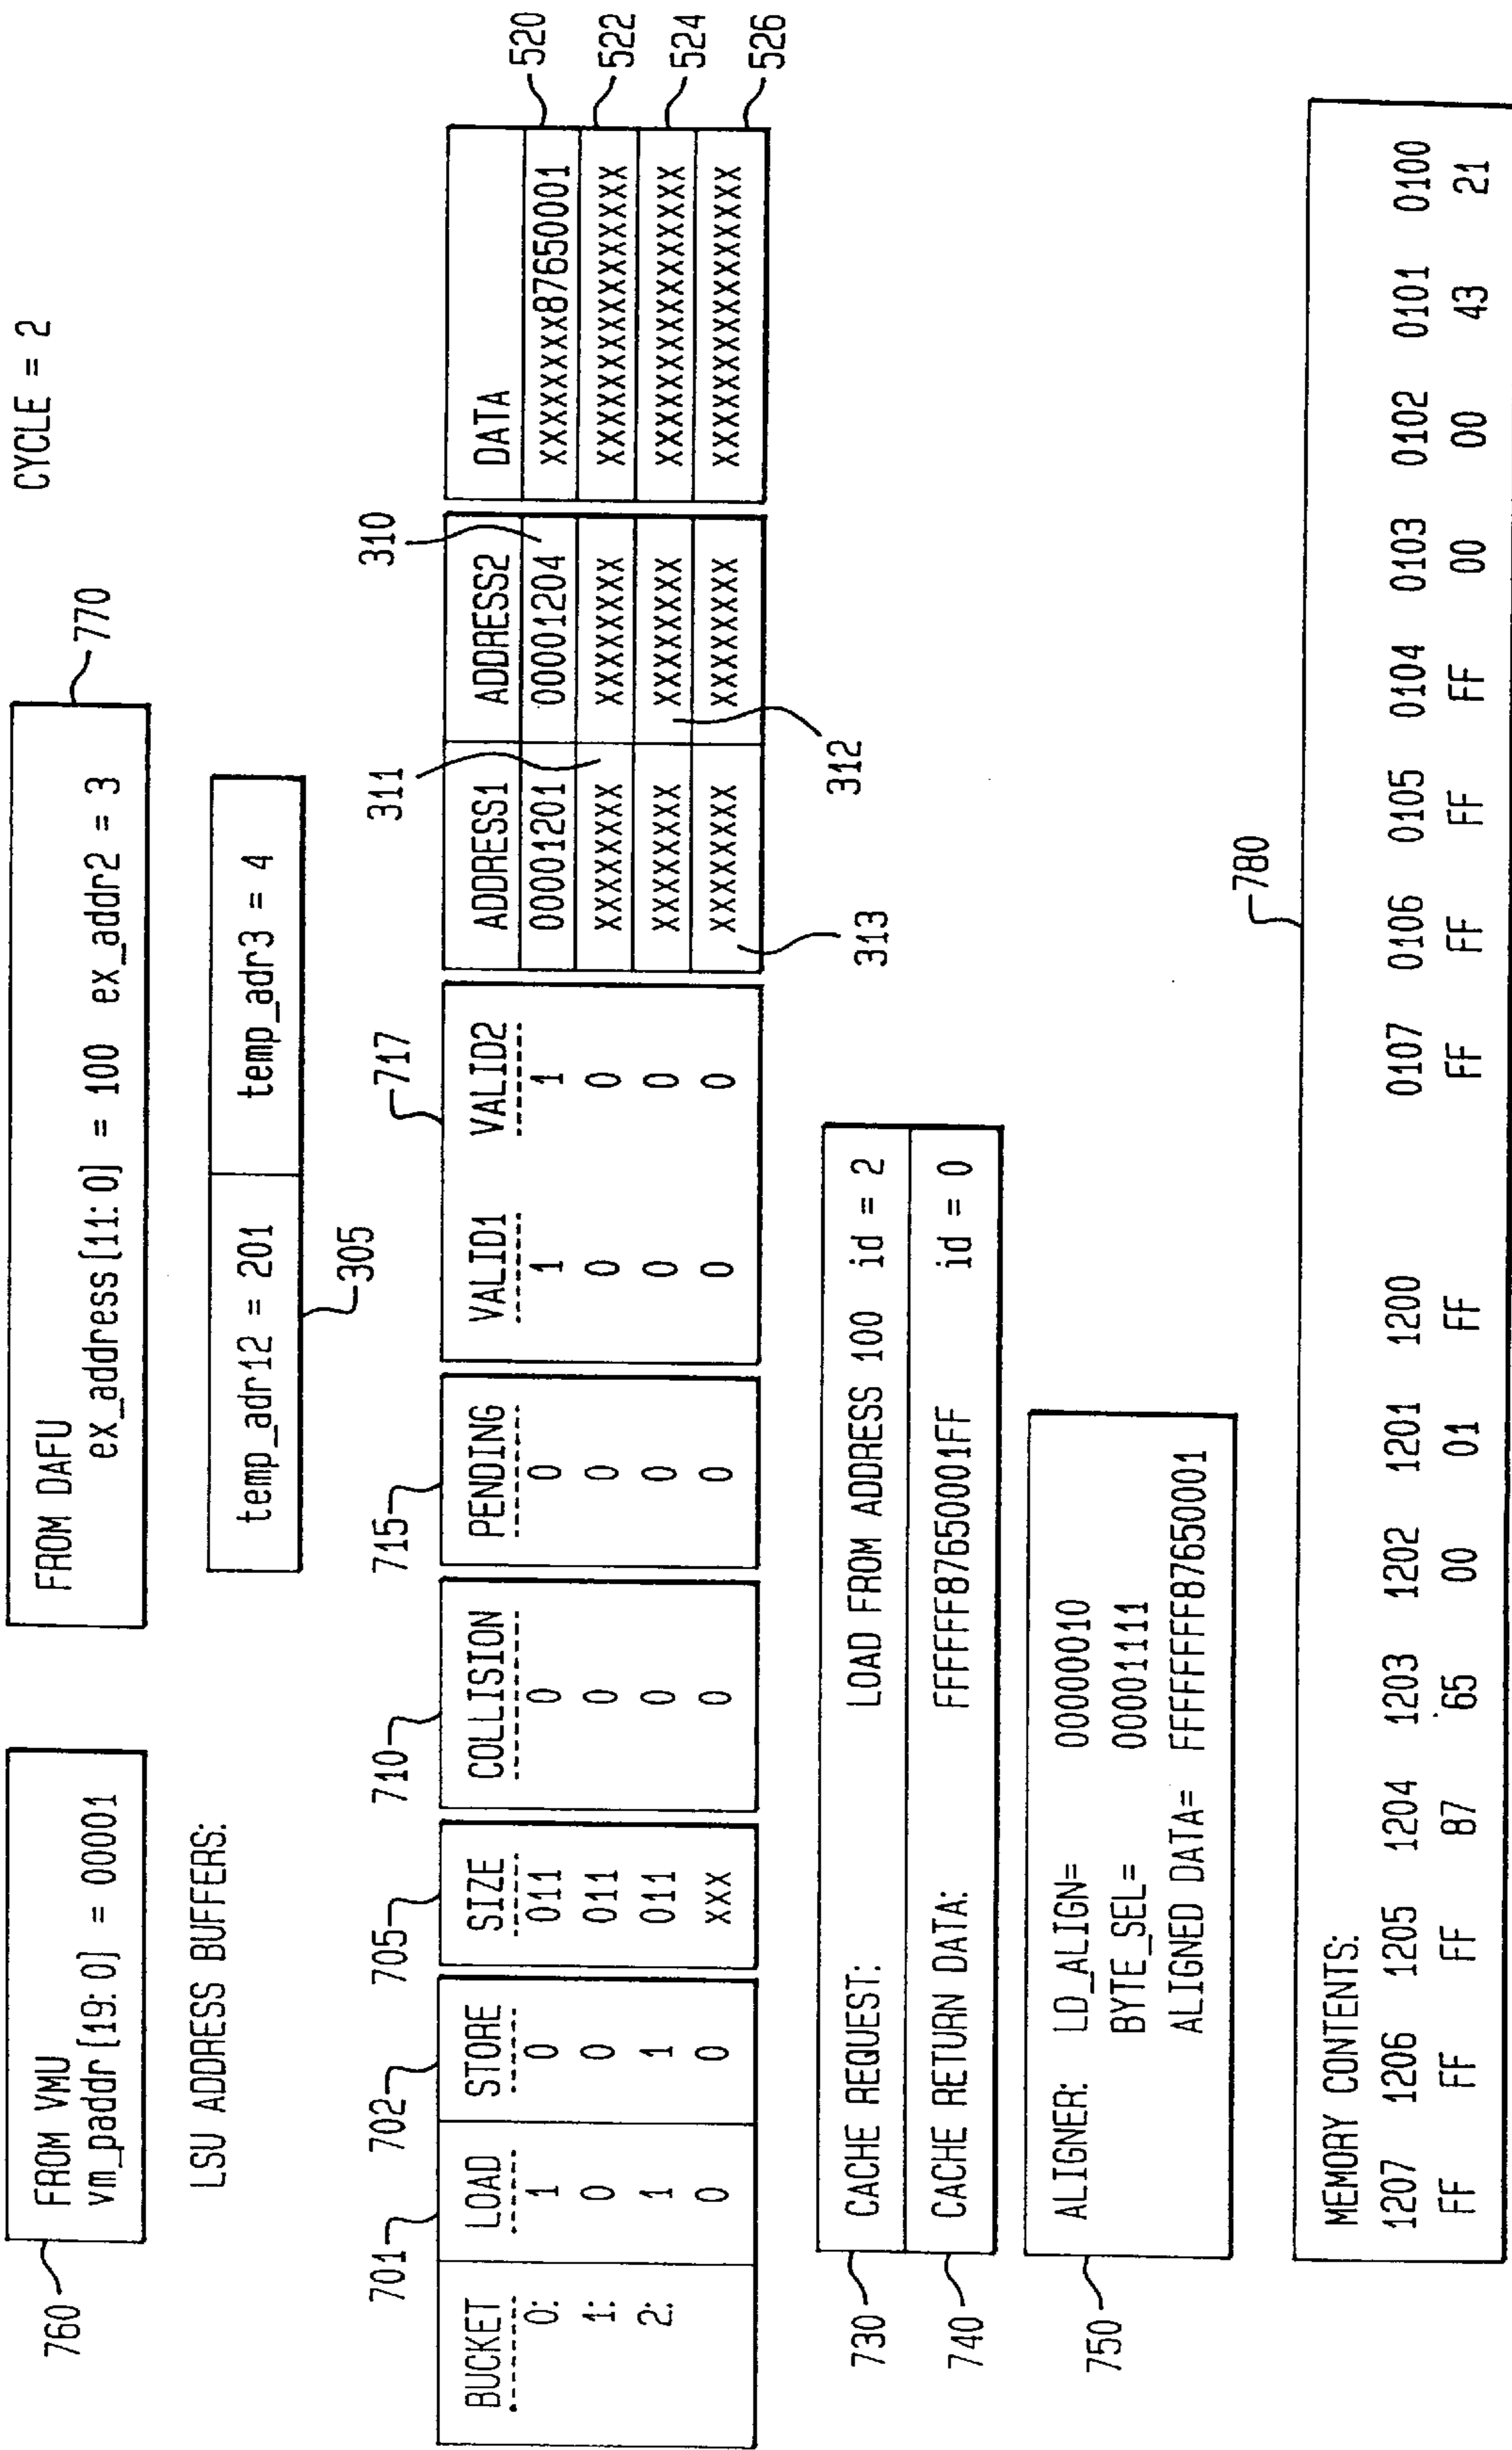 CYCLE = 2
FROM VMU
vm_paddr [19:0] = 00001
760
FROM DAFU
ex_address [11:0] = 100 ex_addr2 = 3
770
temp_adr12 = 201 temp_adr3 = 4
305
LSU ADDRESS BUFFERS:
701 702 705 710 715 717 311 310
BUCKET LOAD STORE SIZE COLLISION PENDING VALID1 VALID2 ADDRESS1 ADDRESS2 DATA
0: 1 0 011 0 0 1 1 00001201 00001204 XXXXXXXX87650001 520
1: 0 0 011 0 0 0 0 XXXXXXXX XXXXXXXX XXXXXXXXXXXXXXXX 522
2: 1 1 011 0 0 0 0 XXXXXXXX XXXXXXXX XXXXXXXXXXXXXXXX 524
0 0 XXX 0 0 0 0 XXXXXXXX XXXXXXXX XXXXXXXXXXXXXXXX 526
313 312
730 CACHE REQUEST: LOAD FROM ADDRESS 100 id = 2
740 CACHE RETURN DATA: FFFFFF87650001FF id = 0
750 ALIGNER: LD_ALIGN= 00000010
BYTE_SEL= 00001111
ALIGNED DATA= FFFFFFFF87650001
780
MEMORY CONTENTS:
1207 1206 1205 1204 1203 1202 1201 1200 0107 0106 0105 0104 0103 0102 0101 0100
FF FF FF 87 65 00 01 FF FF FF FF FF 00 00 43 21